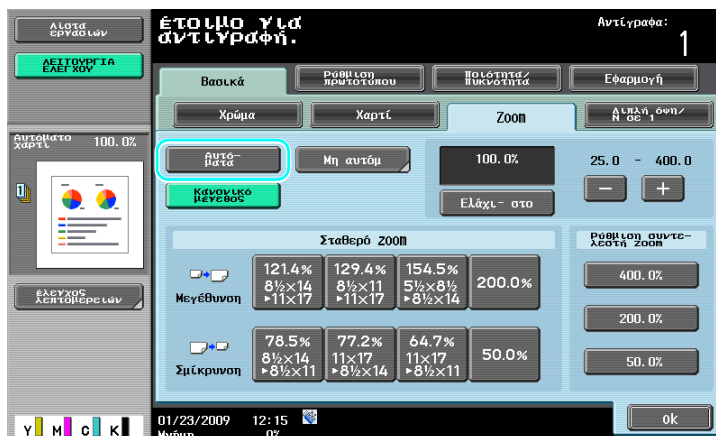 Λίστα
εργασιών
ΛΕΙΤΟΥΡΓΙΑ
ΕΛΕΓΧΟΥ
έτοιμο για
αντιγραφή.
Αντίγραφα:
1
Βασικά
Ρύθμιση
πρωτοτύπου
Ποιότητα/
Πυκνότητα
Εφαρμογή
Χρώμα
Χαρτί
Zoom
Διπλή όψη/
N σε 1
Αυτόματο
χαρτί
100.0%
Αυτό-
ματα
Μη αυτόμ
100.0%
25.0 - 400.0
− +
Κανονικό
μέγεθος
Ελάχι- στο
Σταθερό zoom
Ρύθμιση συντε-
λεστή zoom
Μεγέθυνση
121.4%
8½×14
▸11×17
129.4%
8½×11
▸11×17
154.5%
5½×8½
▸8½×14
200.0%
Σμίκρυνση
78.5%
8½×14
▸8½×11
77.2%
11×17
▸8½×14
64.7%
11×17
▸8½×11
50.0%
400.0%
200.0%
50.0%
έλεγχος
λεπτομερειών
Y M C K
01/23/2009 12:15
Μνήμη 0%
ok